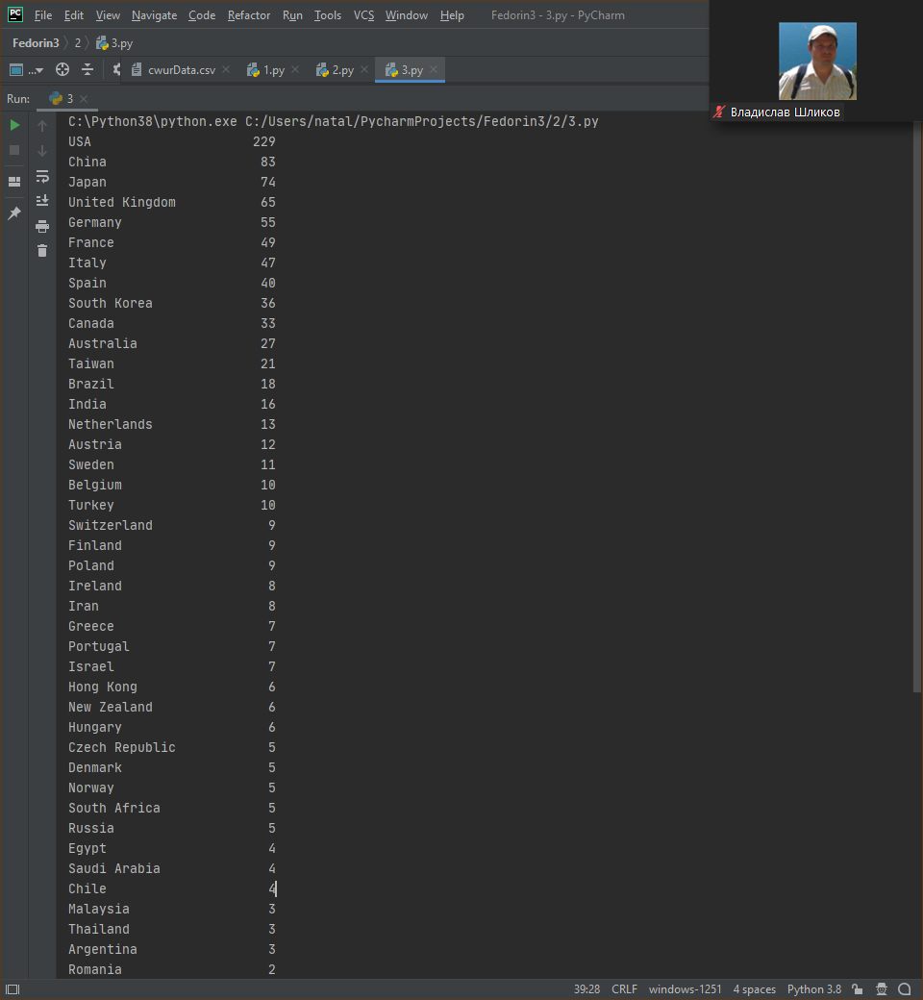 PC File Edit View Navigate Code Refactor Run Tools VCS Window Help Fedorin3 - 3.py - PyCharm
Fedorin3 2 3.py
... cwurData.csv 1.py 2.py 3.py
Владислав Шликов
Run: 3
C:\Python38\python.exe C:/Users/natal/PycharmProjects/Fedorin3/2/3.py
USA 229
China 83
Japan 74
United Kingdom 65
Germany 55
France 49
Italy 47
Spain 40
South Korea 36
Canada 33
Australia 27
Taiwan 21
Brazil 18
India 16
Netherlands 13
Austria 12
Sweden 11
Belgium 10
Turkey 10
Switzerland 9
Finland 9
Poland 9
Ireland 8
Iran 8
Greece 7
Portugal 7
Israel 7
Hong Kong 6
New Zealand 6
Hungary 6
Czech Republic 5
Denmark 5
Norway 5
South Africa 5
Russia 5
Egypt 4
Saudi Arabia 4
Chile 4
Malaysia 3
Thailand 3
Argentina 3
Romania 2
39:28 CRLF windows-1251 4 spaces Python 3.8